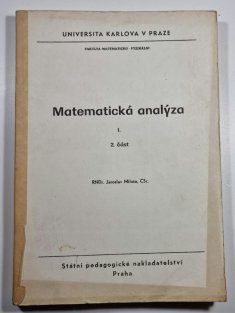 UNIVERSITA KARLOVA V PRAZE
FAKULTA MATEMATICKO - FYZIKÁLNÍ
Matematická analýza
I.
2. část
RNDr. Jaroslav Milota, CSc.
Státní pedagogické nakladatelství
Praha